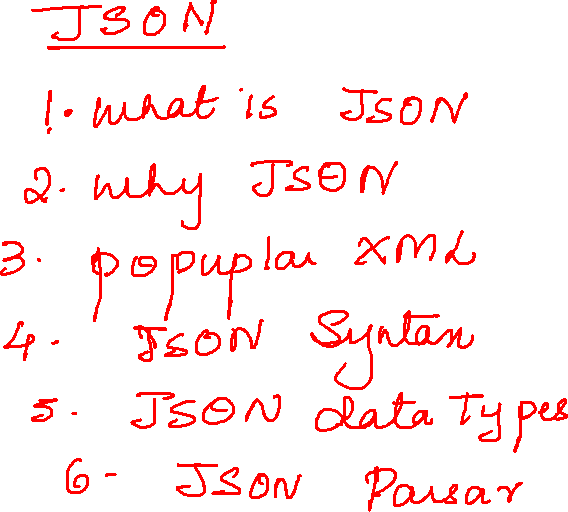 JSON
1. what is JSON
2. why JSON
3. popuplar XML
4. JSON Syntax
5. JSON data Types
6- JSON Parsar